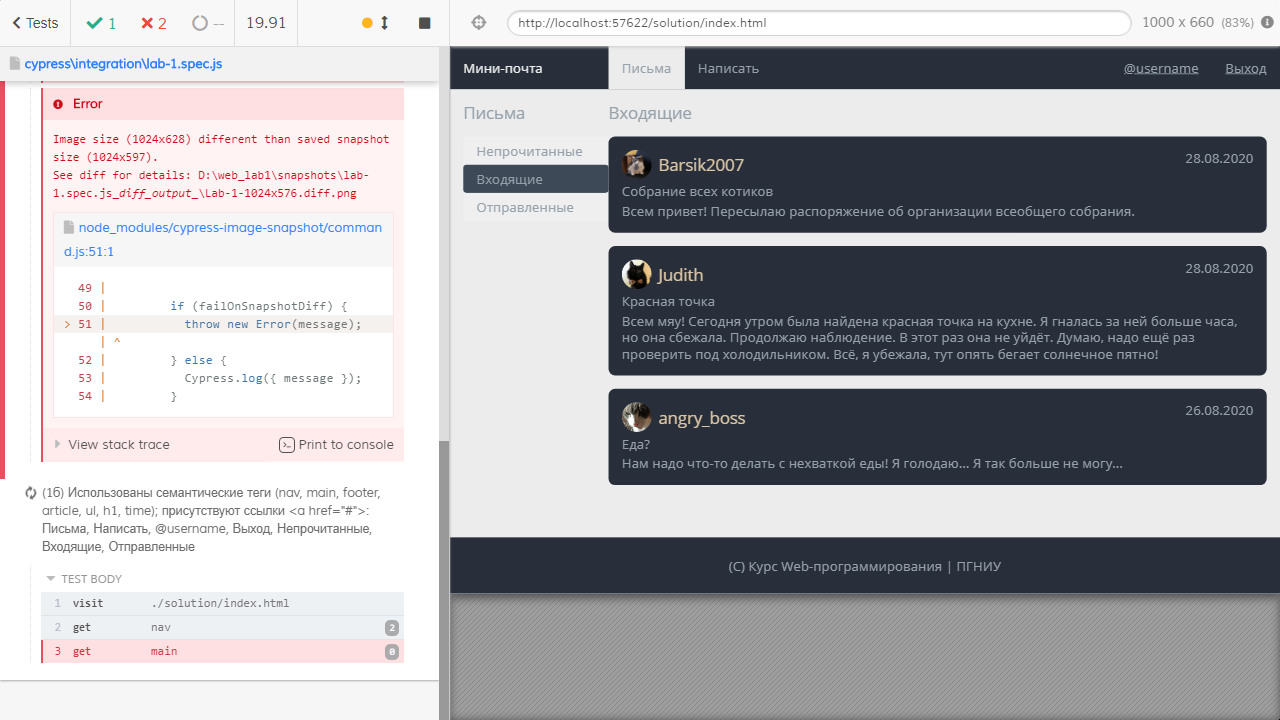 Tests
1
2
--
19.91
http://localhost:57622/solution/index.html
1000 x 660 (83%)
cypress\integration\lab-1.spec.js
Error
Image size (1024x628) different than saved snapshot
size (1024x597).
See diff for details: D:\web_lab1\snapshots\lab-
1.spec.js__diff_output__\Lab-1-1024x576.diff.png
node_modules/cypress-image-snapshot/comman
d.js:51:1
49 |
50 | if (failOnSnapshotDiff) {
> 51 | throw new Error(message);
| ^
52 | } else {
53 | Cypress.log({ message });
54 | }
View stack trace
Print to console
(1б) Использованы семантические теги (nav, main, footer,
article, ul, h1, time); присутствуют ссылки <a href="#">:
Письма, Написать, @username, Выход, Непрочитанные,
Входящие, Отправленные
TEST BODY
1 visit ./solution/index.html
2 get nav 2
3 get main 0
Мини-почта
Письма
Написать
@username
Выход
Письма
Непрочитанные
Входящие
Отправленные
Входящие
Barsik2007
28.08.2020
Собрание всех котиков
Всем привет! Пересылаю распоряжение об организации всеобщего собрания.
Judith
28.08.2020
Красная точка
Всем мяу! Сегодня утром была найдена красная точка на кухне. Я гналась за ней больше часа,
но она сбежала. Продолжаю наблюдение. В этот раз она не уйдёт. Думаю, надо ещё раз
проверить под холодильником. Всё, я убежала, тут опять бегает солнечное пятно!
angry_boss
26.08.2020
Еда?
Нам надо что-то делать с нехваткой еды! Я голодаю... Я так больше не могу...
(С) Курс Web-программирования | ПГНИУ